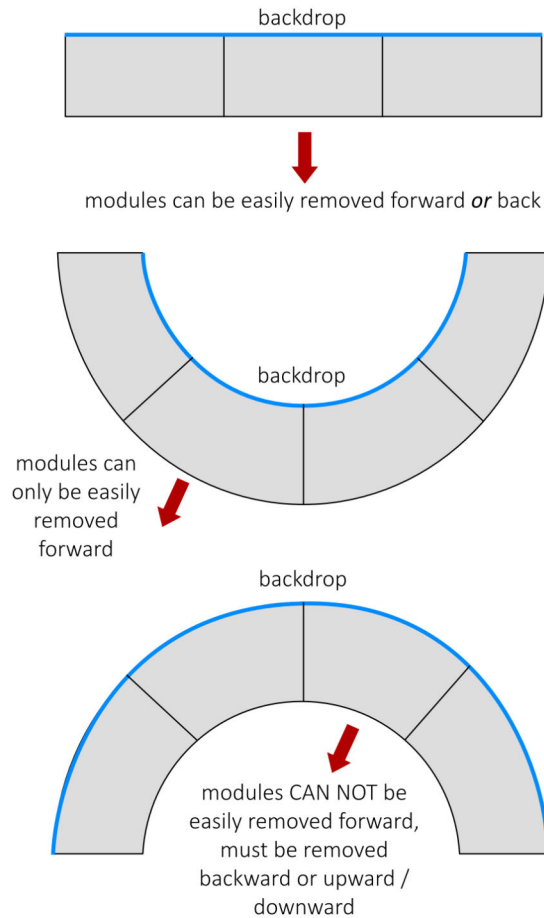 backdrop
modules can be easily removed forward or back
backdrop
modules can
only be easily
removed
forward
backdrop
modules CAN NOT be
easily removed forward,
must be removed
backward or upward /
downward